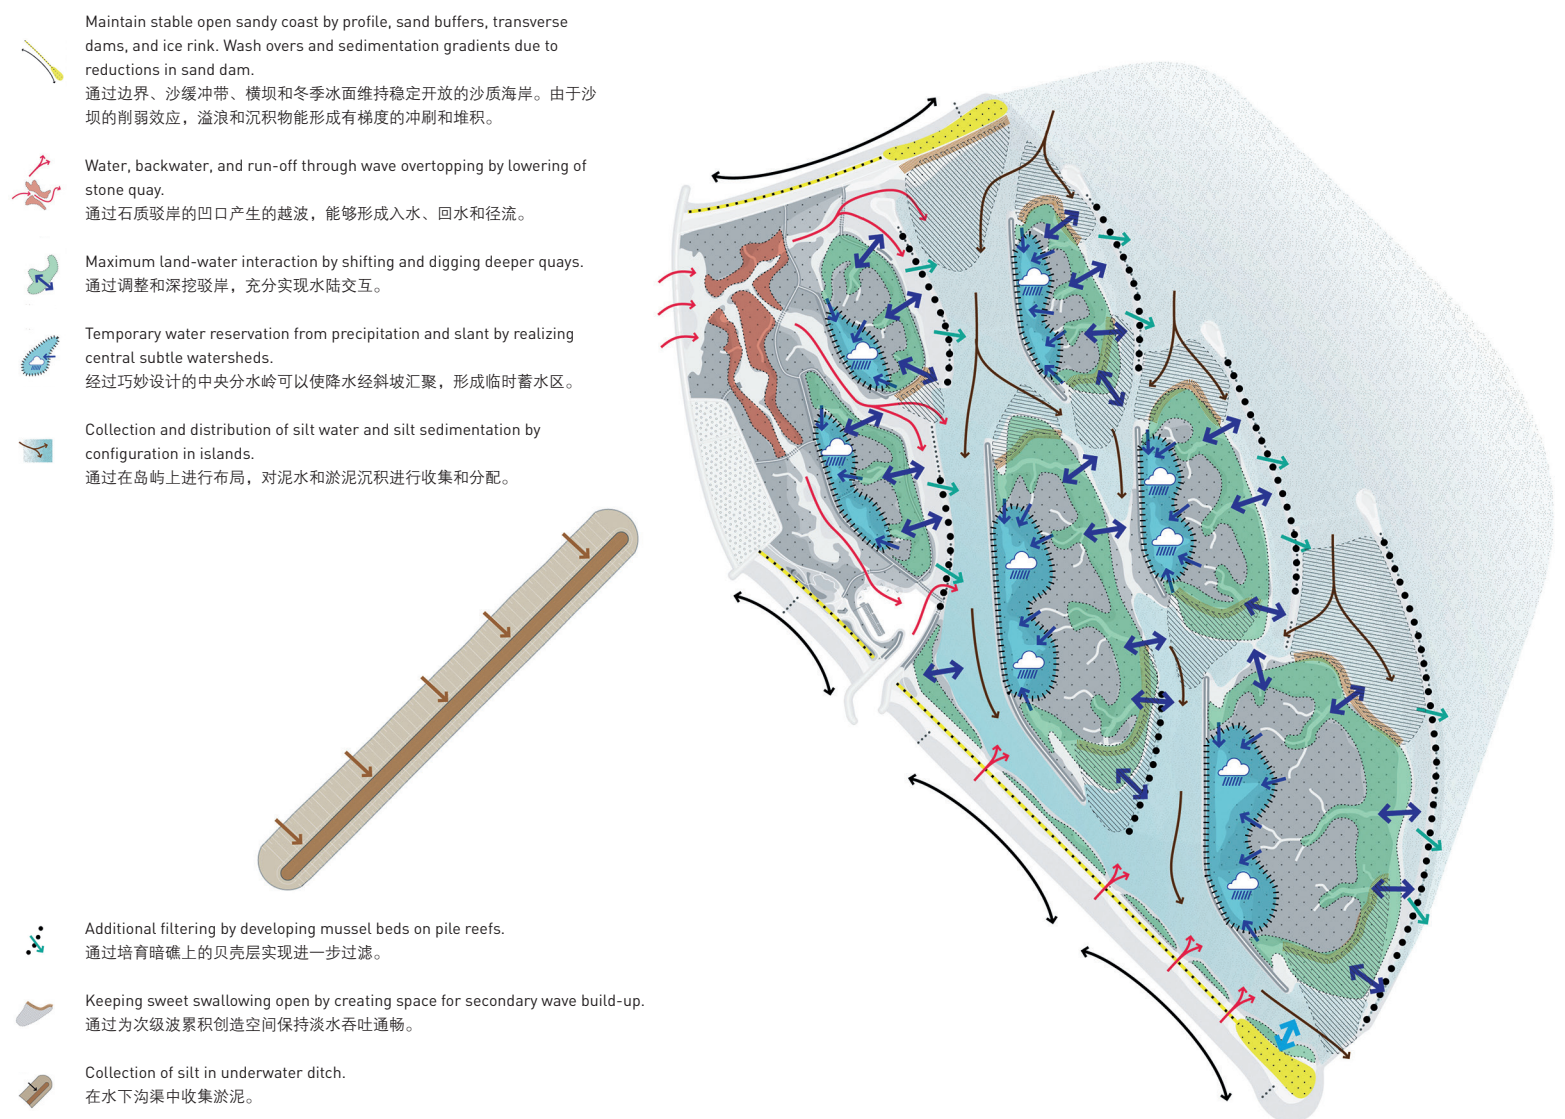 Maintain stable open sandy coast by profile, sand buffers, transverse
dams, and ice rink. Wash overs and sedimentation gradients due to
reductions in sand dam.
通过边界、沙缓冲带、横坝和冬季冰面维持稳定开放的沙质海岸。由于沙
坝的削弱效应，溢浪和沉积物能形成有梯度的冲刷和堆积。
Water, backwater, and run-off through wave overtopping by lowering of
stone quay.
通过石质驳岸的凹口产生的越波，能够形成入水、回水和径流。
Maximum land-water interaction by shifting and digging deeper quays.
通过调整和深挖驳岸，充分实现水陆交互。
Temporary water reservation from precipitation and slant by realizing
central subtle watersheds.
经过巧妙设计的中央分水岭可以使降水经斜坡汇聚，形成临时蓄水区。
Collection and distribution of silt water and silt sedimentation by
configuration in islands.
通过在岛屿上进行布局，对泥水和淤泥沉积进行收集和分配。
Additional filtering by developing mussel beds on pile reefs.
通过培育暗礁上的贝壳层实现进一步过滤。
Keeping sweet swallowing open by creating space for secondary wave build-up.
通过为次级波累积创造空间保持淡水吞吐通畅。
Collection of silt in underwater ditch.
在水下沟渠中收集淤泥。